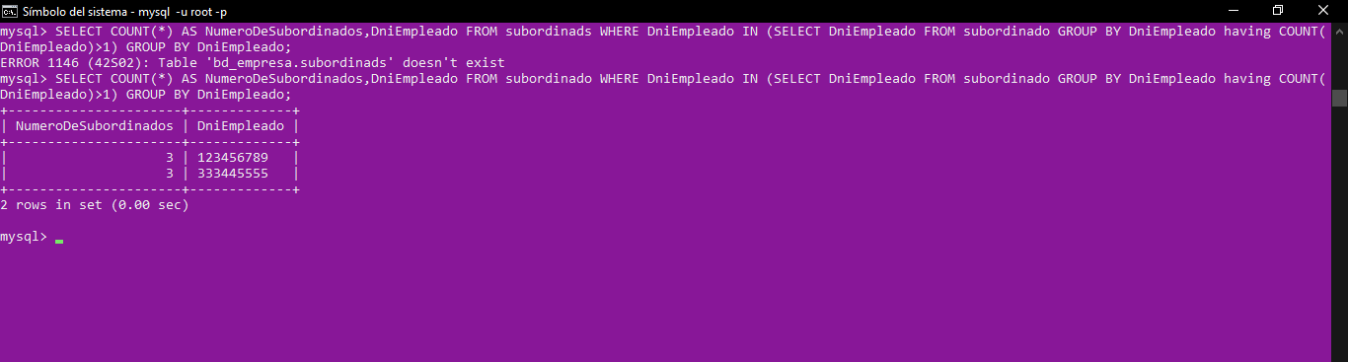 Símbolo del sistema - mysql -u root -p
mysql> SELECT COUNT(*) AS NumeroDeSubordinados,DniEmpleado FROM subordinads WHERE DniEmpleado IN (SELECT DniEmpleado FROM subordinado GROUP BY DniEmpleado having COUNT(
DniEmpleado)>1) GROUP BY DniEmpleado;
ERROR 1146 (42S02): Table 'bd_empresa.subordinads' doesn't exist
mysql> SELECT COUNT(*) AS NumeroDeSubordinados,DniEmpleado FROM subordinado WHERE DniEmpleado IN (SELECT DniEmpleado FROM subordinado GROUP BY DniEmpleado having COUNT(
DniEmpleado)>1) GROUP BY DniEmpleado;
+----------------------+-------------+
| NumeroDeSubordinados | DniEmpleado |
+----------------------+-------------+
|                    3 | 123456789   |
|                    3 | 333445555   |
+----------------------+-------------+
2 rows in set (0.00 sec)
mysql>